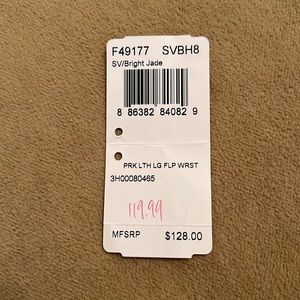 F49177 SVBH8
SV/Bright Jade
8 86382 84082 9
PRK LTH LG FLP WRST
3H00080465
119.99
MFSRP $128.00